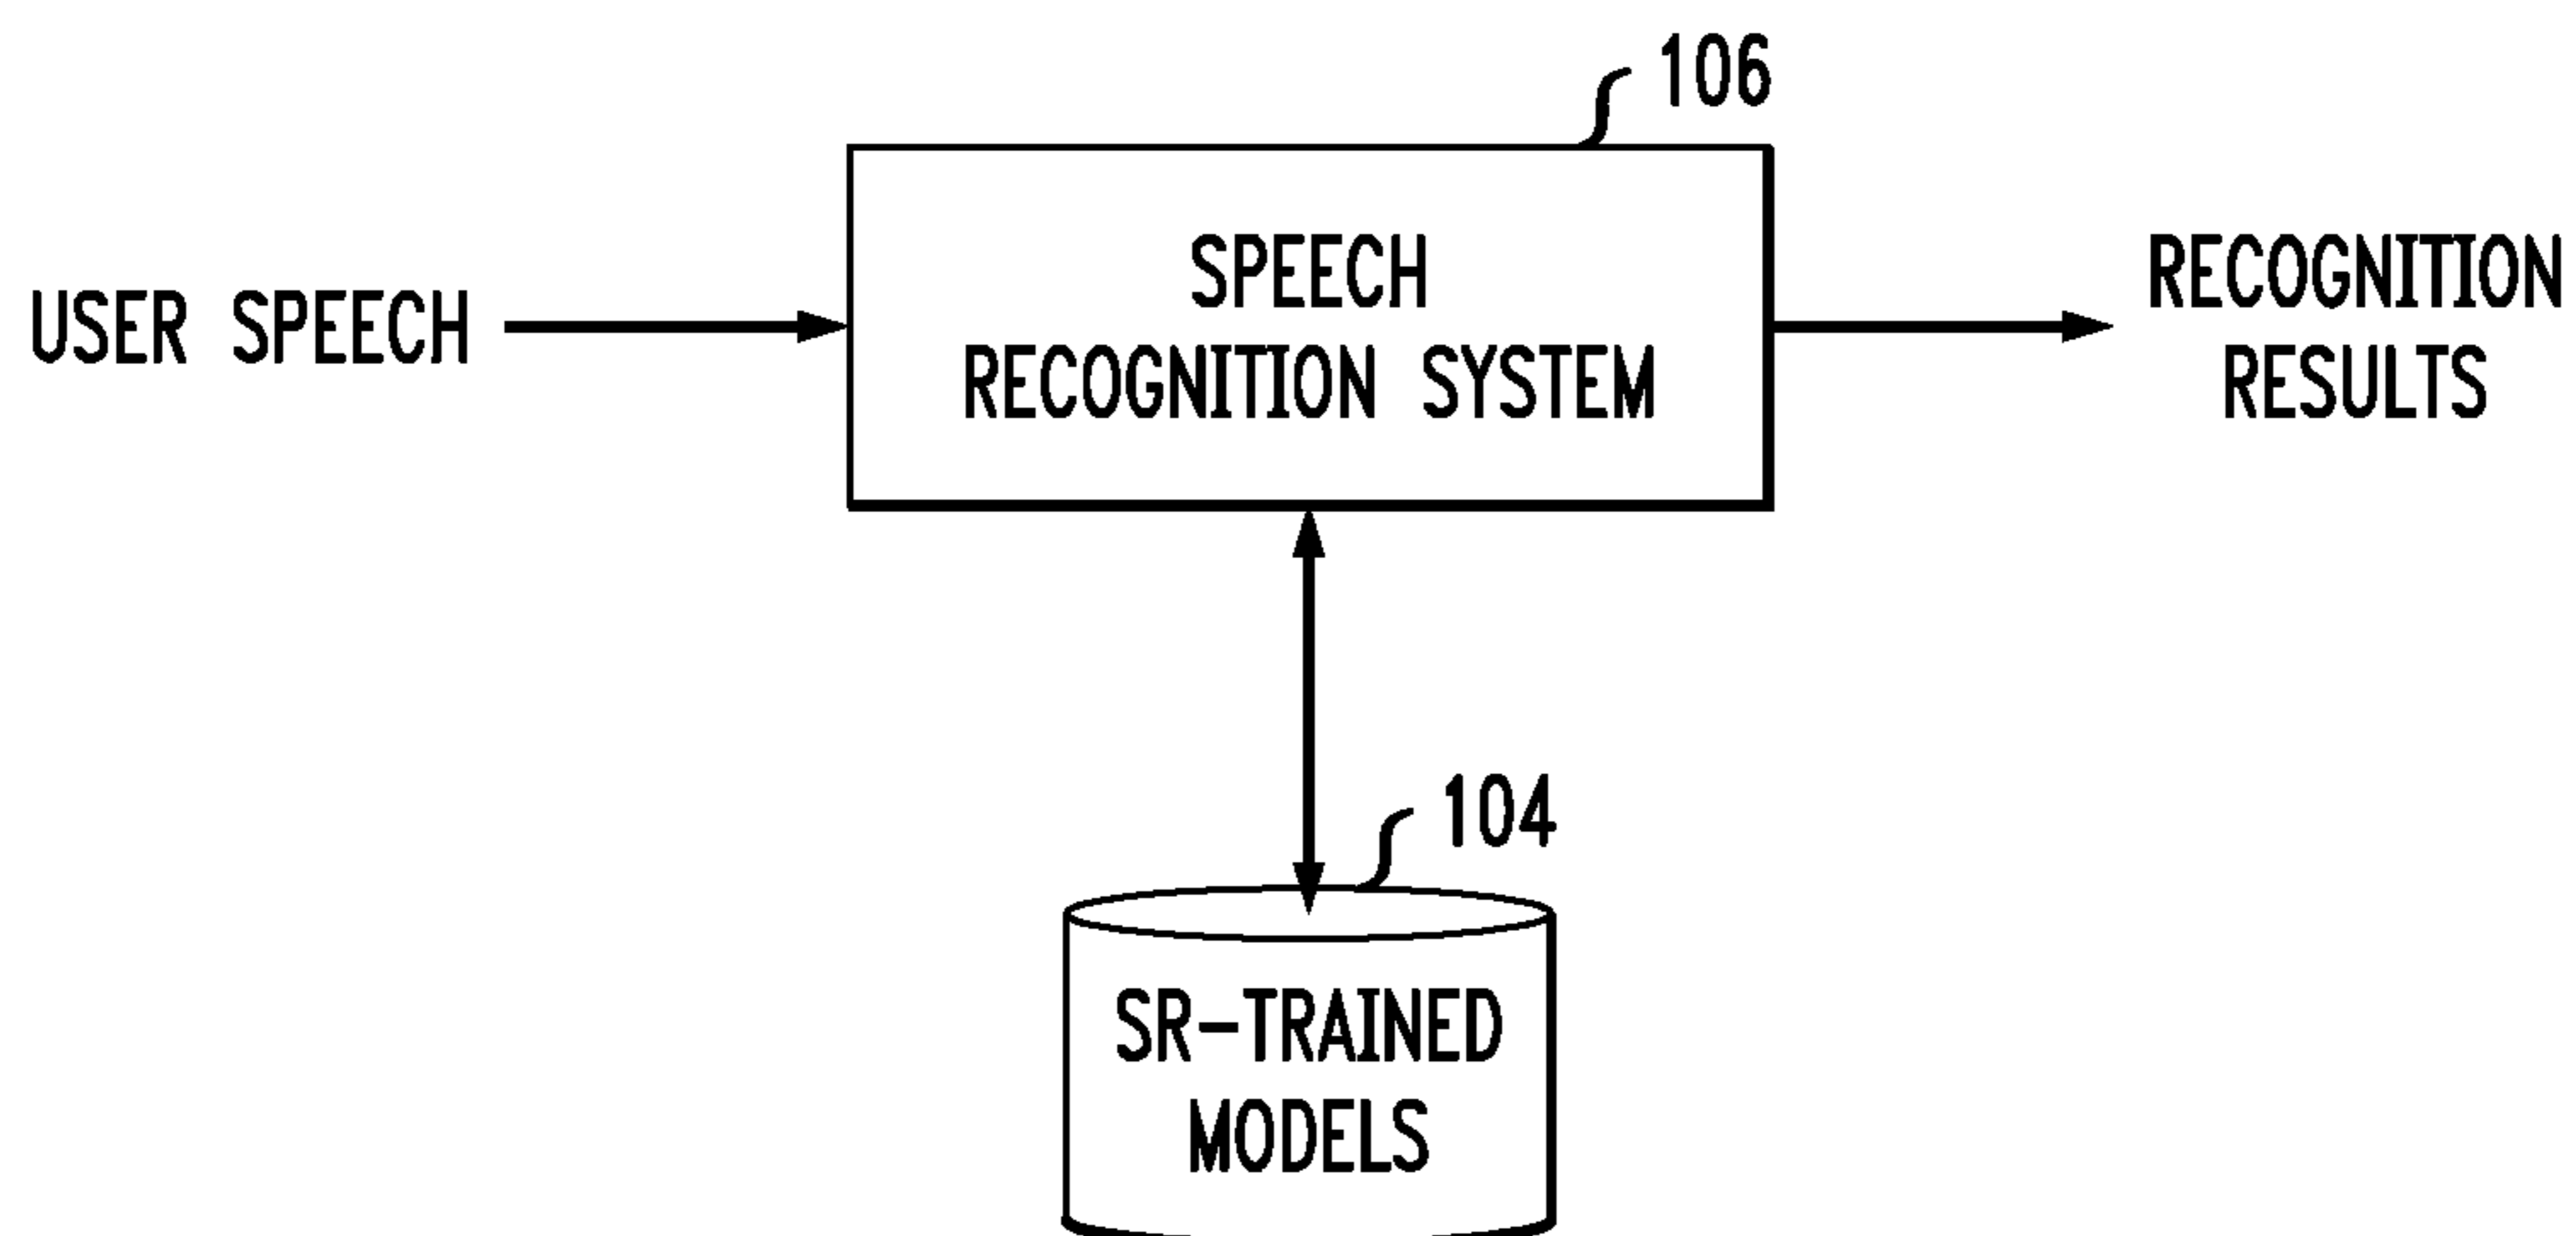 106
USER SPEECH
SPEECH
RECOGNITION SYSTEM
RECOGNITION
RESULTS
104
SR-TRAINED
MODELS